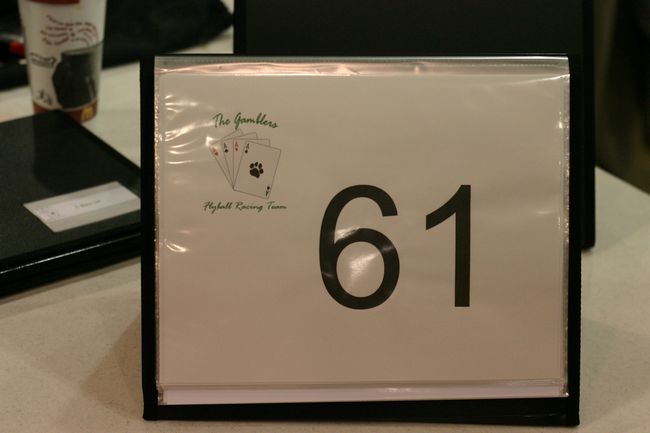 The Gamblers
A A A A
A
Flyball Racing Team
61